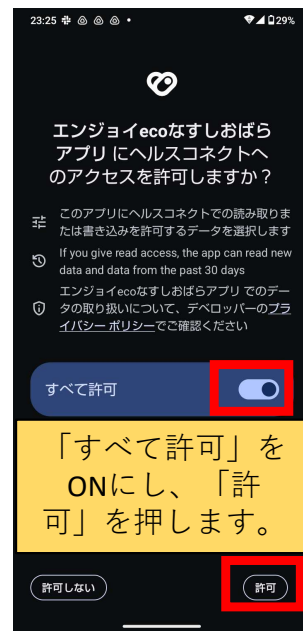 23:25 29%
エンジョイecoなすしおばら
アプリ にヘルスコネクトへ
のアクセスを許可しますか？
このアプリにヘルスコネクトでの読み取りま
たは書き込みを許可するデータを選択します
If you give read access, the app can read new
data and data from the past 30 days
エンジョイecoなすしおばらアプリ でのデー
タの取り扱いについて、デベロッパーのプラ
イバシー ポリシーでご確認ください
すべて許可
「すべて許可」を
ONにし、「許
可」を押します。
許可しない 許可